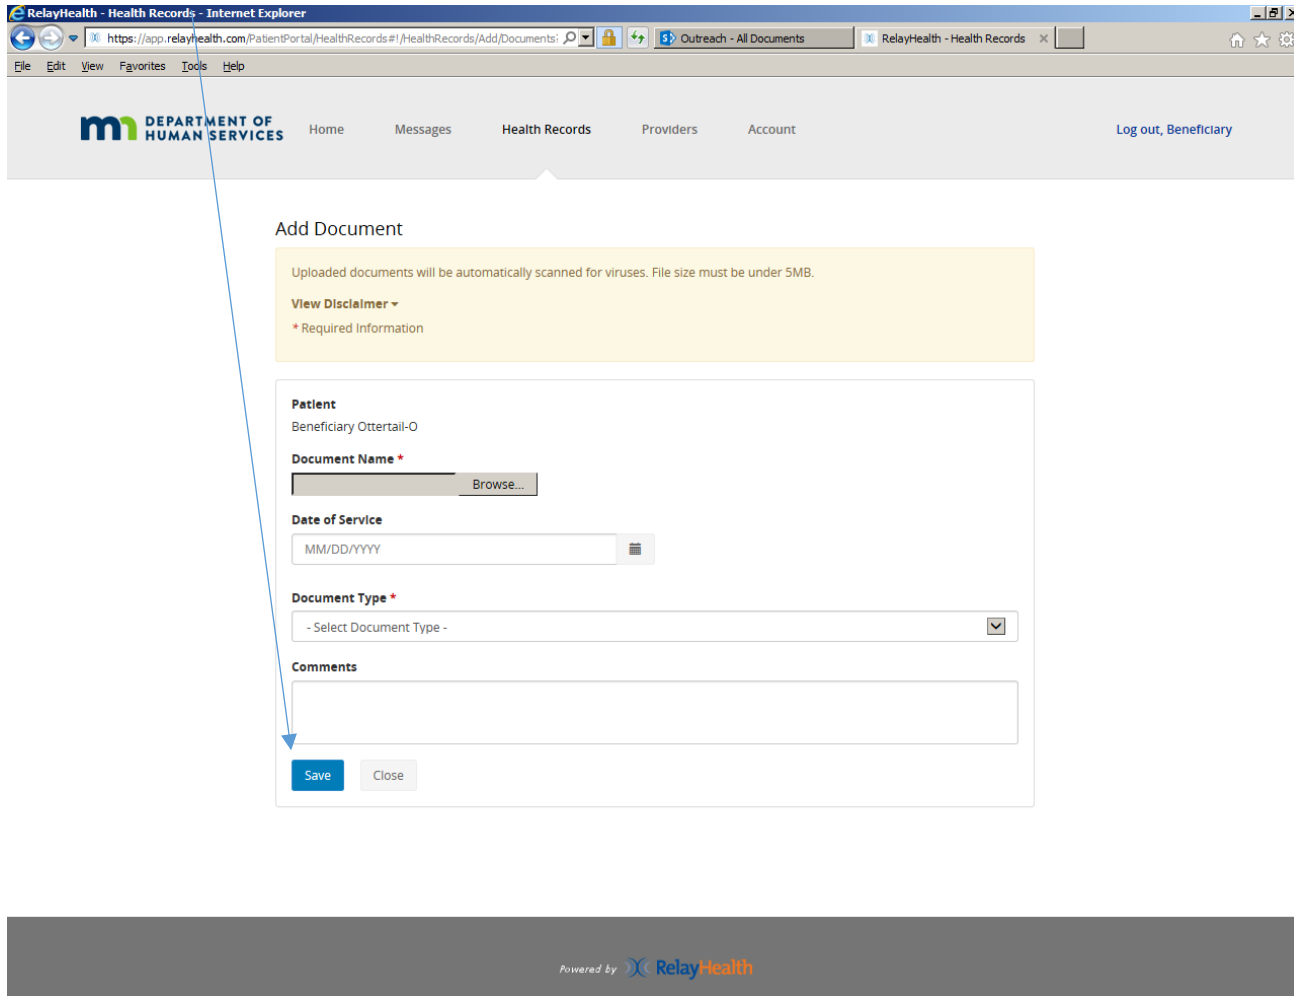 RelayHealth - Health Records - Internet Explorer
https://app.relayhealth.com/PatientPortal/HealthRecords#!/HealthRecords/Add/Documents
Outreach - All Documents
RelayHealth - Health Records
File Edit View Favorites Tools Help
DEPARTMENT OF
HUMAN SERVICES
Home Messages Health Records Providers Account
Log out, Beneficiary
Add Document
Uploaded documents will be automatically scanned for viruses. File size must be under 5MB.
View Disclaimer
* Required Information
Patient
Beneficiary Ottertail-O
Document Name *
Browse...
Date of Service
MM/DD/YYYY
Document Type *
- Select Document Type -
Comments
Save Close
Powered by RelayHealth